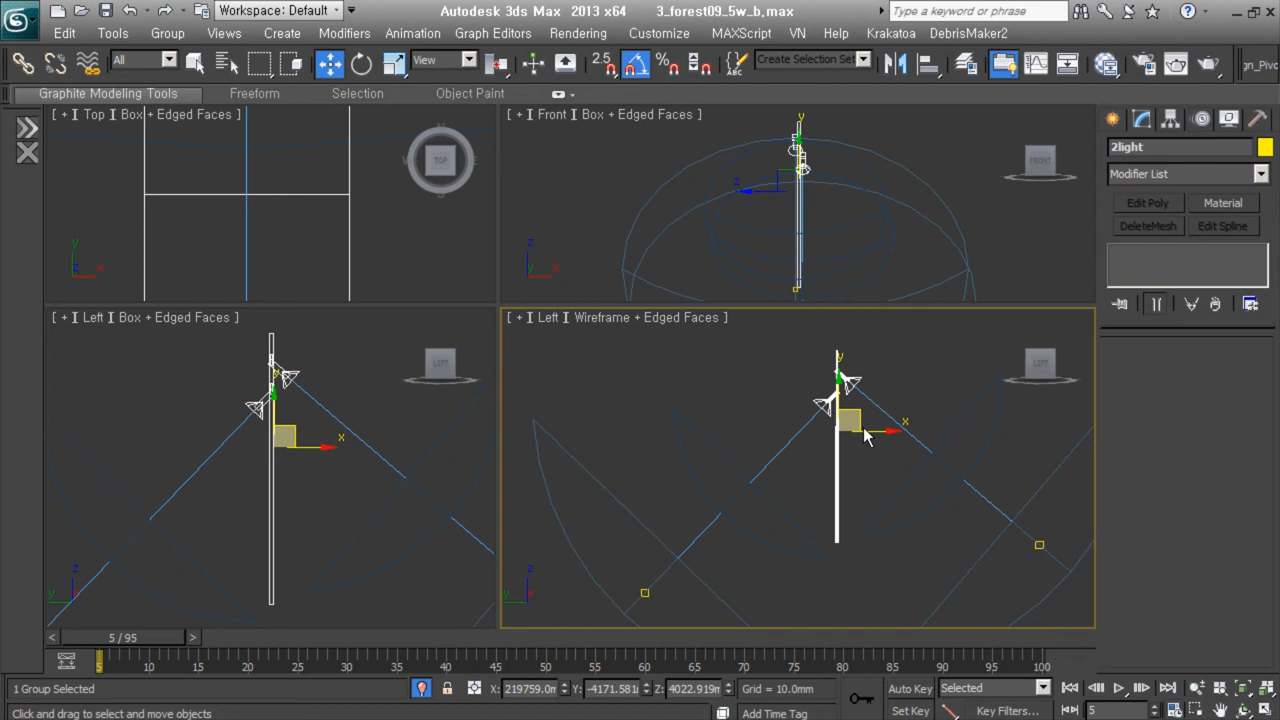 Workspace: Default
Autodesk 3ds Max 2013 x64
3_forest09_5w_b,max
Type a keyword or phrase
Edit Tools Group Views Create Modifiers Animation Graph Editors Rendering Customize MAXScript VN Help Krakatoa DebrisMaker2
All
View
2.5
%
Create Selection Set
gn_Pivo
Graphite Modeling Tools Freeform Selection Object Paint
[ + ] Top ] Box + Edged Faces ]
TOP
[ + ] Front ] Box + Edged Faces ]
FRONT
2light
Modifier List
Edit Poly Material
DeleteMesh Edit Spline
y
z
x
y
z
z
y
x
[ + ] Left ] Box + Edged Faces ]
LEFT
[ + ] Left ] Wireframe + Edged Faces ]
LEFT
y
x
z
y
y
x
z
y
< 5 / 95 >
5 10 15 20 25 30 35 40 45 50 55 60 65 70 75 80 85 90 95 100
1 Group Selected
X: 219759.0m Y: -4171.581m Z: 4022.919m
Grid = 10.0mm
Auto Key Selected
Click and drag to select and move objects
Add Time Tag
Set Key Key Filters...
5